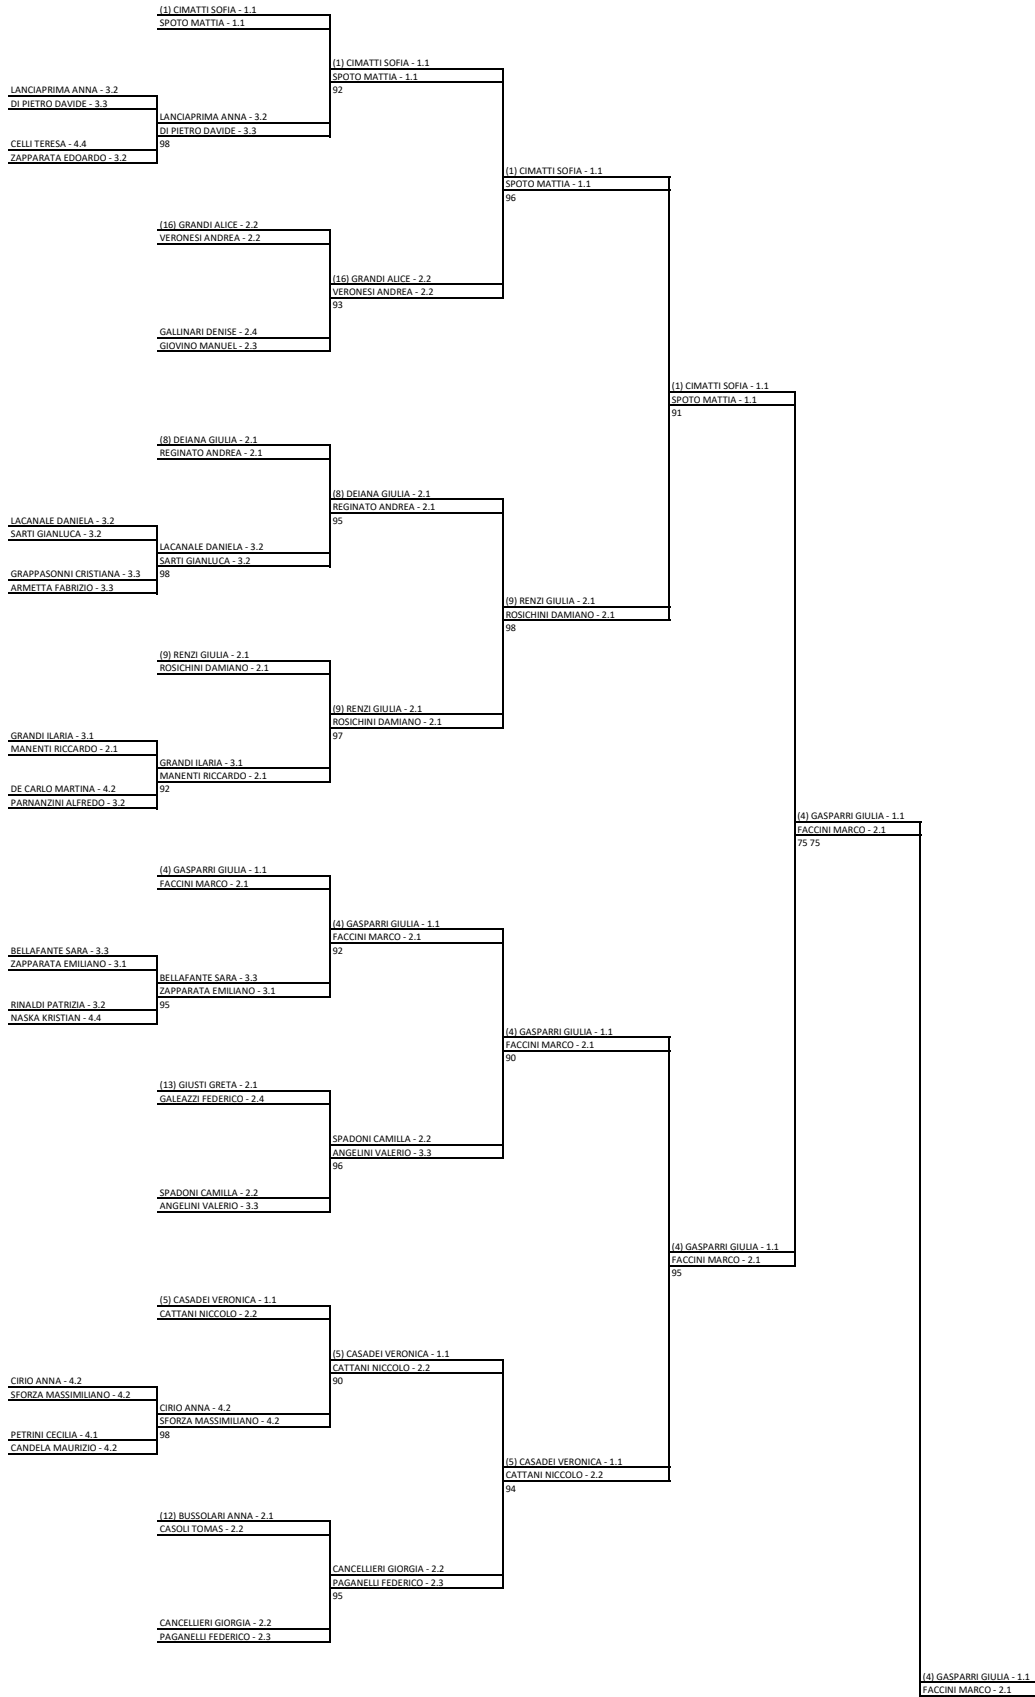 (1) CIMATTI SOFIA - 1.1
SPOTO MATTIA - 1.1
(1) CIMATTI SOFIA - 1.1
SPOTO MATTIA - 1.1
92
LANCIAPRIMA ANNA - 3.2
DI PIETRO DAVIDE - 3.3
LANCIAPRIMA ANNA - 3.2
DI PIETRO DAVIDE - 3.3
98
CELLI TERESA - 4.4
ZAPPARATA EDOARDO - 3.2
(1) CIMATTI SOFIA - 1.1
SPOTO MATTIA - 1.1
96
(16) GRANDI ALICE - 2.2
VERONESI ANDREA - 2.2
(16) GRANDI ALICE - 2.2
VERONESI ANDREA - 2.2
93
GALLINARI DENISE - 2.4
GIOVINO MANUEL - 2.3
(1) CIMATTI SOFIA - 1.1
SPOTO MATTIA - 1.1
91
(8) DEIANA GIULIA - 2.1
REGINATO ANDREA - 2.1
(8) DEIANA GIULIA - 2.1
REGINATO ANDREA - 2.1
95
LACANALE DANIELA - 3.2
SARTI GIANLUCA - 3.2
LACANALE DANIELA - 3.2
SARTI GIANLUCA - 3.2
98
GRAPPASONNI CRISTIANA - 3.3
ARMETTA FABRIZIO - 3.3
(9) RENZI GIULIA - 2.1
ROSICHINI DAMIANO - 2.1
98
(9) RENZI GIULIA - 2.1
ROSICHINI DAMIANO - 2.1
(9) RENZI GIULIA - 2.1
ROSICHINI DAMIANO - 2.1
97
GRANDI ILARIA - 3.1
MANENTI RICCARDO - 2.1
GRANDI ILARIA - 3.1
MANENTI RICCARDO - 2.1
92
DE CARLO MARTINA - 4.2
PARNANZINI ALFREDO - 3.2
(4) GASPARRI GIULIA - 1.1
FACCINI MARCO - 2.1
75 75
(4) GASPARRI GIULIA - 1.1
FACCINI MARCO - 2.1
(4) GASPARRI GIULIA - 1.1
FACCINI MARCO - 2.1
92
BELLAFANTE SARA - 3.3
ZAPPARATA EMILIANO - 3.1
BELLAFANTE SARA - 3.3
ZAPPARATA EMILIANO - 3.1
95
RINALDI PATRIZIA - 3.2
NASKA KRISTIAN - 4.4
(4) GASPARRI GIULIA - 1.1
FACCINI MARCO - 2.1
90
(13) GIUSTI GRETA - 2.1
GALEAZZI FEDERICO - 2.4
SPADONI CAMILLA - 2.2
ANGELINI VALERIO - 3.3
96
SPADONI CAMILLA - 2.2
ANGELINI VALERIO - 3.3
(4) GASPARRI GIULIA - 1.1
FACCINI MARCO - 2.1
95
(5) CASADEI VERONICA - 1.1
CATTANI NICCOLO - 2.2
(5) CASADEI VERONICA - 1.1
CATTANI NICCOLO - 2.2
90
CIRIO ANNA - 4.2
SFORZA MASSIMILIANO - 4.2
CIRIO ANNA - 4.2
SFORZA MASSIMILIANO - 4.2
98
PETRINI CECILIA - 4.1
CANDELA MAURIZIO - 4.2
(5) CASADEI VERONICA - 1.1
CATTANI NICCOLO - 2.2
94
(12) BUSSOLARI ANNA - 2.1
CASOLI TOMAS - 2.2
CANCELLIERI GIORGIA - 2.2
PAGANELLI FEDERICO - 2.3
95
CANCELLIERI GIORGIA - 2.2
PAGANELLI FEDERICO - 2.3
(4) GASPARRI GIULIA - 1.1
FACCINI MARCO - 2.1